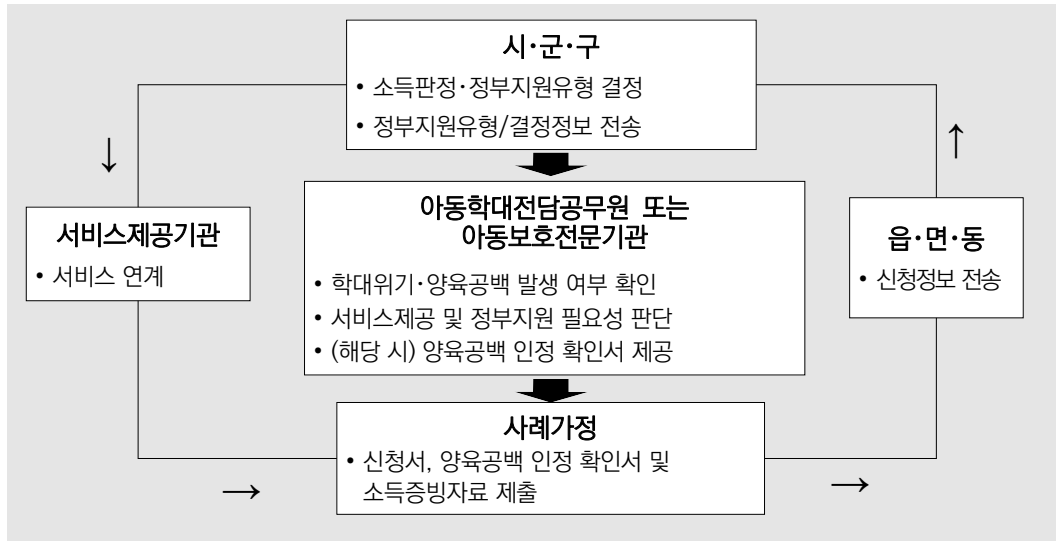 시·군·구
• 소득판정·정부지원유형 결정
• 정부지원유형/결정정보 전송
↓
↑
서비스제공기관
• 서비스 연계
아동학대전담공무원 또는
아동보호전문기관
• 학대위기·양육공백 발생 여부 확인
• 서비스제공 및 정부지원 필요성 판단
• (해당 시) 양육공백 인정 확인서 제공
읍·면·동
• 신청정보 전송
사례가정
• 신청서, 양육공백 인정 확인서 및
소득증빙자료 제출
→
→